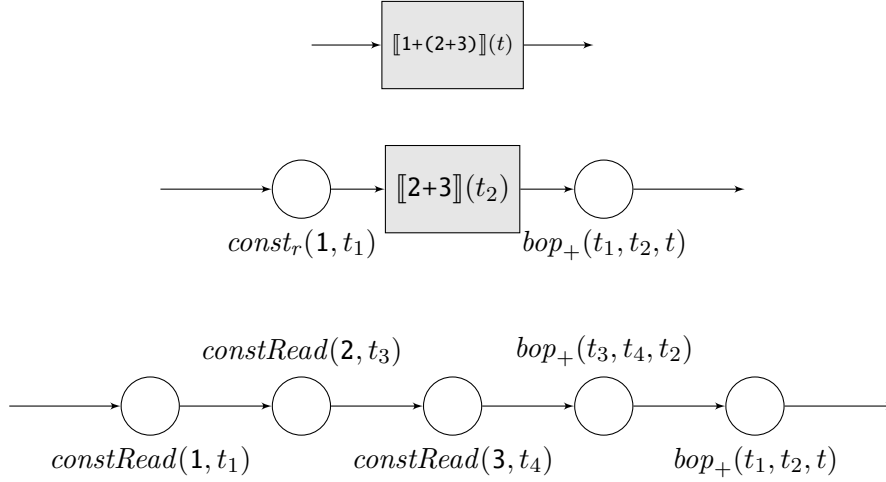 ⟦1+(2+3)⟧(t)
⟦2+3⟧(t₂)
const_r(1, t₁) bop₊(t₁, t₂, t)
constRead(2, t₃) bop₊(t₃, t₄, t₂)
constRead(1, t₁) constRead(3, t₄) bop₊(t₁, t₂, t)